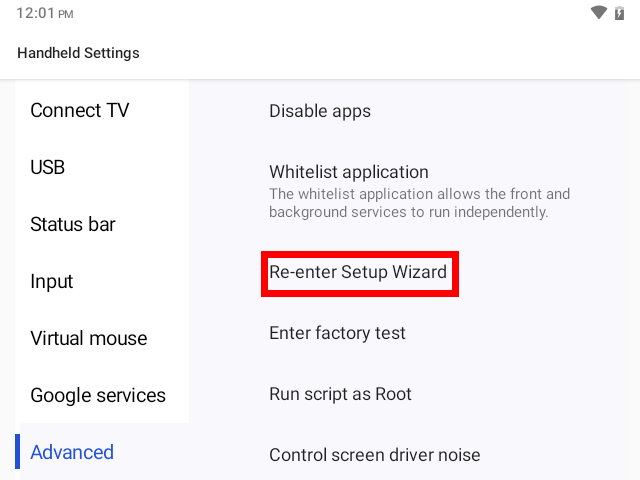 12:01 PM
Handheld Settings
Connect TV
USB
Status bar
Input
Virtual mouse
Google services
Advanced
Disable apps
Whitelist application
The whitelist application allows the front and
background services to run independently.
Re-enter Setup Wizard
Enter factory test
Run script as Root
Control screen driver noise